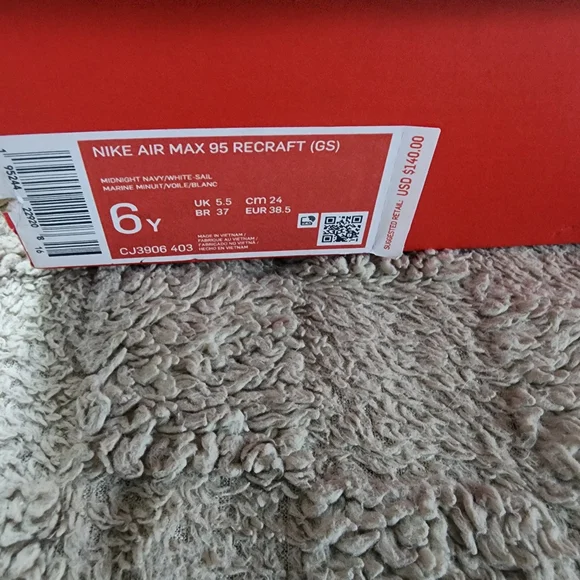 NIKE AIR MAX 95 RECRAFT (GS)
MIDNIGHT NAVY/WHITE-SAIL
MARINE MINUIT/VOILE/BLANC
6Y
UK 5.5 cm 24
BR 37 EUR 38.5
CJ3906 403
MADE IN VIETNAM /
FABRIQUE AU VIETNAM /
FABRICADO NO VIETNAM /
HECHO EN VIETNAM
SUGGESTED RETAIL: USD $140.00